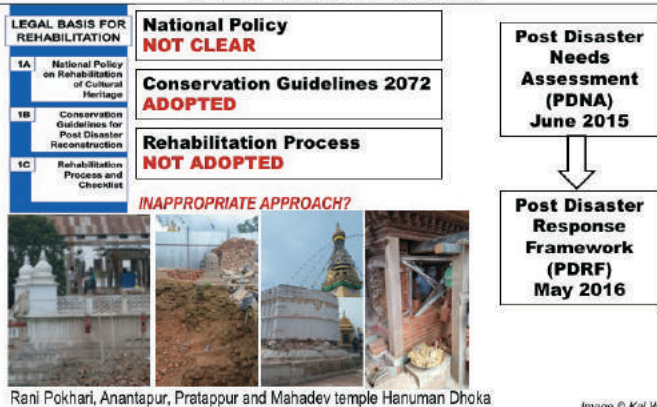 LEGAL BASIS FOR
REHABILITATION
1A National Policy
on Rehabilitation
of Cultural
Heritage
1B Conservation
Guidelines for
Post Disaster
Reconstruction
1C Rehabilitation
Process and
Checklist
National Policy
NOT CLEAR
Conservation Guidelines 2072
ADOPTED
Rehabilitation Process
NOT ADOPTED
INAPPROPRIATE APPROACH?
Post Disaster
Needs
Assessment
(PDNA)
June 2015
Post Disaster
Response
Framework
(PDRF)
May 2016
Rani Pokhari, Anantapur, Pratappur and Mahadev temple Hanuman Dhoka
Image © Kai